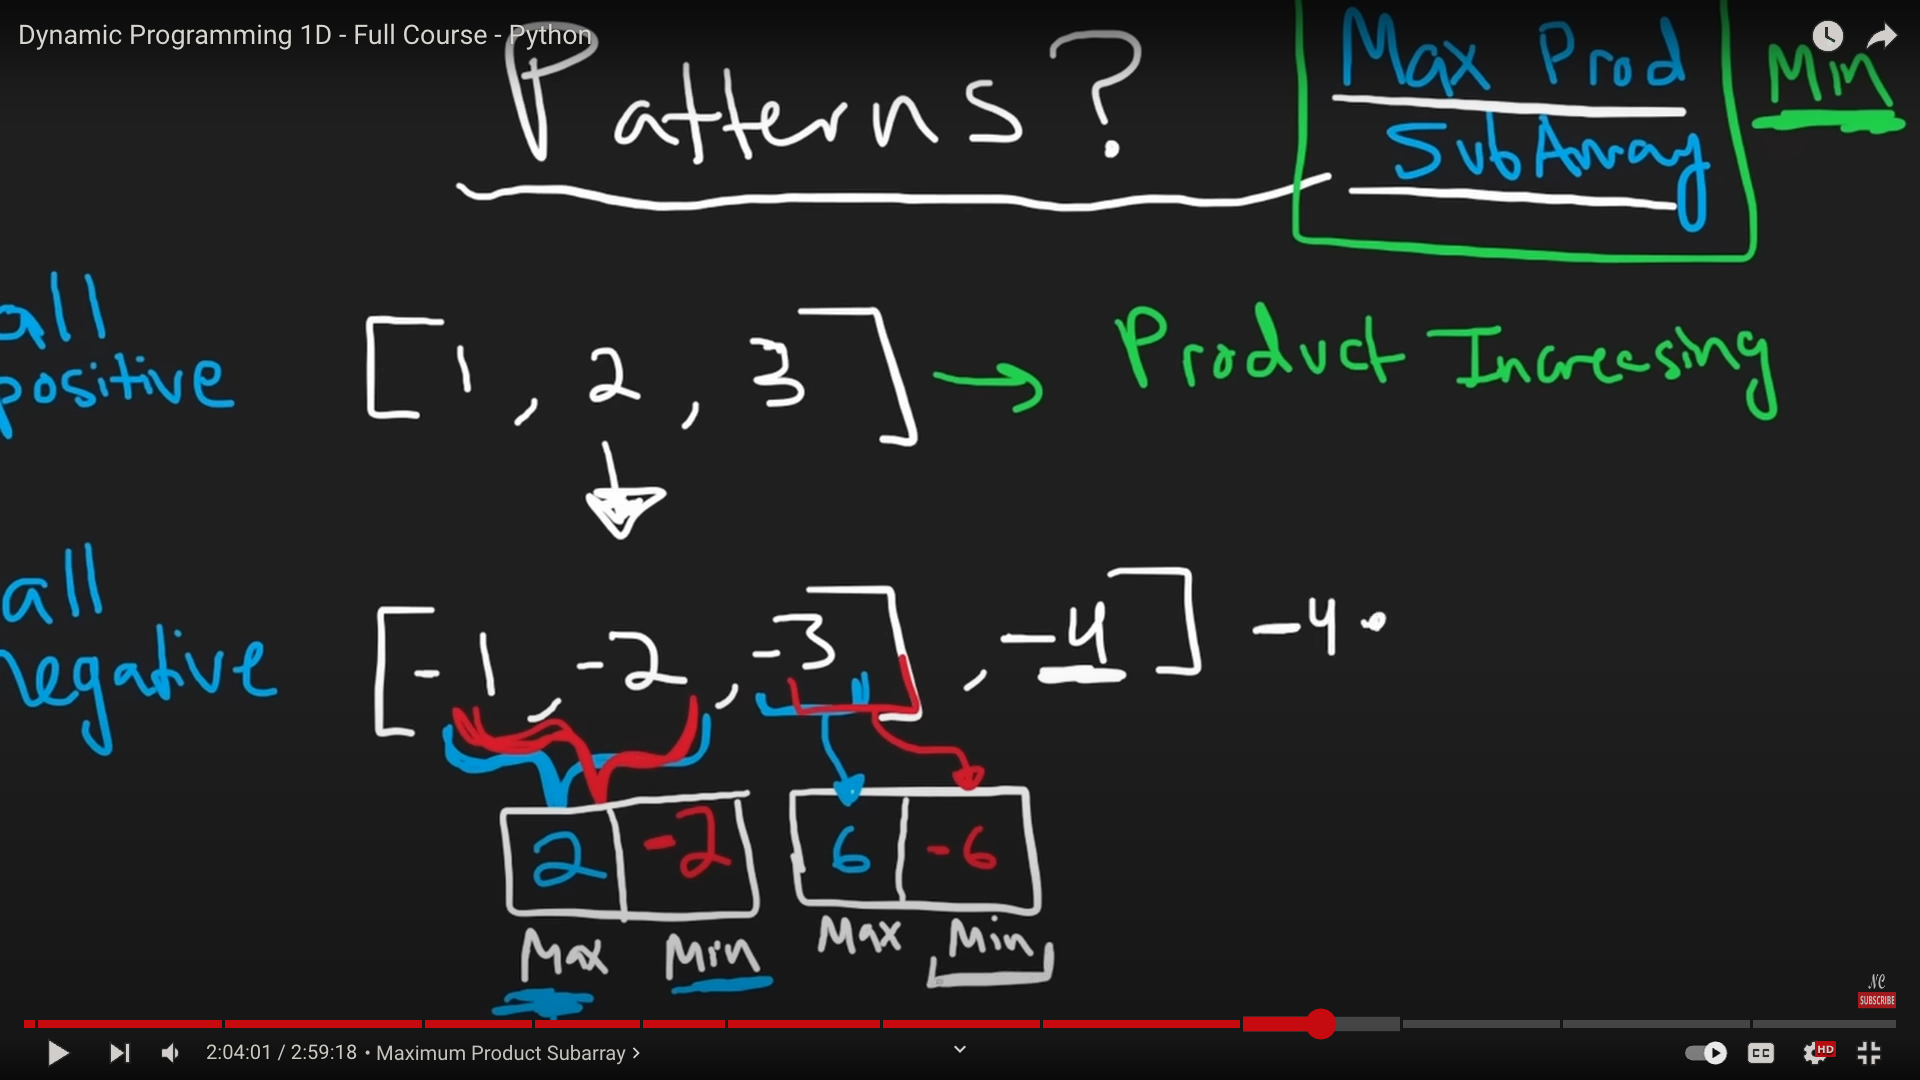 Dynamic Programming 1D - Full Course - Python
Patterns?
Max Prod
SubArray
Min
all
positive
[1, 2, 3] → Product Increasing
all
negative
[-1, -2, -3], -4] -4 •
2 -2 6 -6
Max Min Max Min
NC
SUBSCRIBE
2:04:01 / 2:59:18 • Maximum Product Subarray >
CC
HD